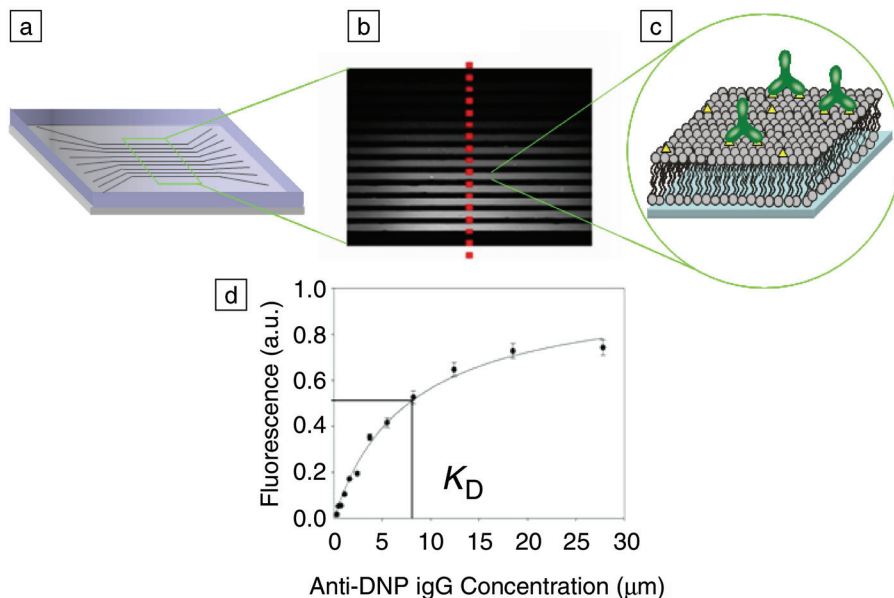 a
b
c
d
1.0
0.8
0.6
0.4
0.2
0.0
Fluorescence (a.u.)
K_D
0 5 10 15 20 25 30
Anti-DNP igG Concentration (μm)